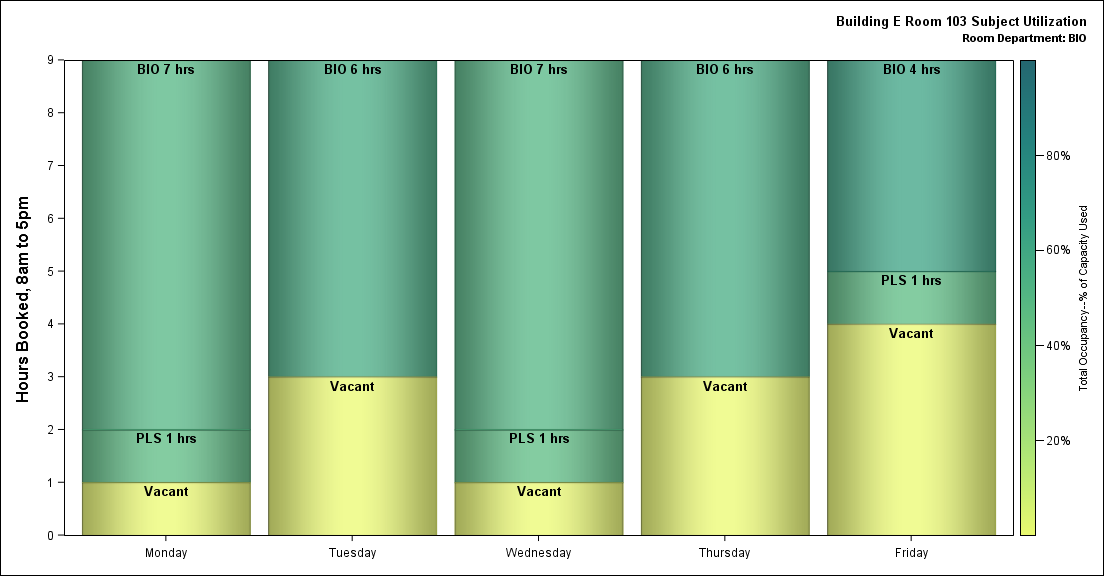 Building E Room 103 Subject Utilization
Room Department: BIO
Hours Booked, 8am to 5pm
9
8
7
6
5
4
3
2
1
0
BIO 7 hrs
PLS 1 hrs
Vacant
BIO 6 hrs
Vacant
BIO 7 hrs
PLS 1 hrs
Vacant
BIO 6 hrs
Vacant
BIO 4 hrs
PLS 1 hrs
Vacant
Monday
Tuesday
Wednesday
Thursday
Friday
80%
60%
40%
20%
Total Occupancy--% of Capacity Used